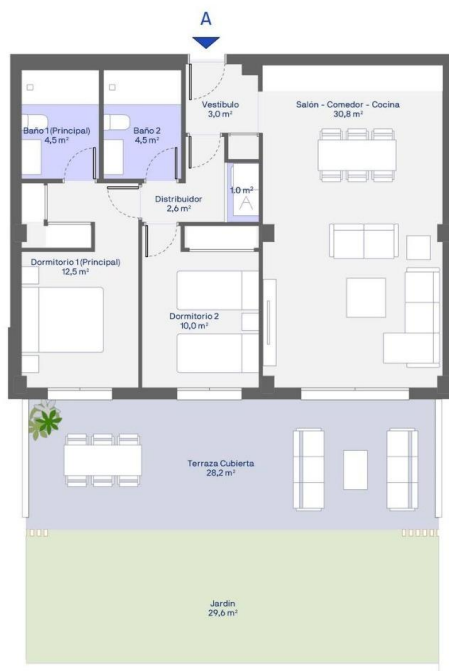 A
Baño 1 (Principal)
4,5 m²
Baño 2
4,5 m²
Vestíbulo
3,0 m²
Salón - Comedor - Cocina
30,8 m²
1.0 m²
Distribuidor
2,6 m²
Dormitorio 1 (Principal)
12,5 m²
Dormitorio 2
10,0 m²
Terraza Cubierta
28,2 m²
Jardín
29,6 m²